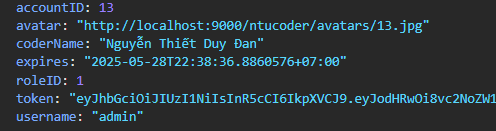 accountID: 13
avatar: "http://localhost:9000/ntucoder/avatars/13.jpg"
coderName: "Nguyễn Thiết Duy Đan"
expires: "2025-05-28T22:38:36.8860576+07:00"
roleID: 1
token: "eyJhbGciOiJIUzI1NiIsInR5cCI6IkpXVCJ9.eyJodHRwOi8vc2NoZW1
username: "admin"